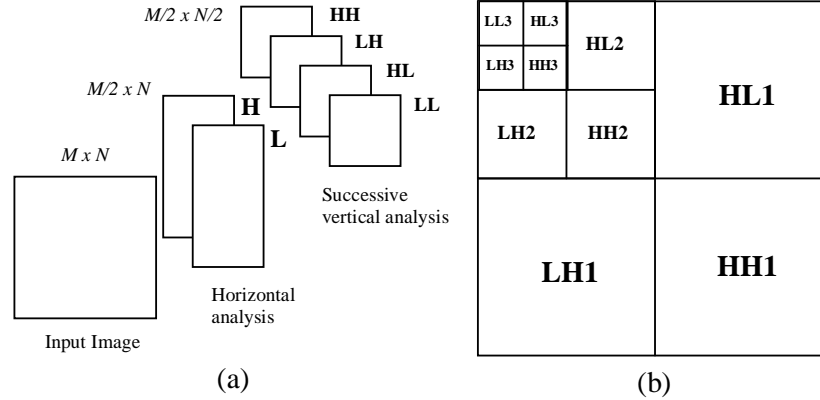 M/2 x N/2
HH
LH
HL
LL
M/2 x N
H
L
M x N
Successive
vertical analysis
Horizontal
analysis
Input Image
(a)
LL3 HL3
LH3 HH3
HL2
HL1
LH2 HH2
LH1 HH1
(b)